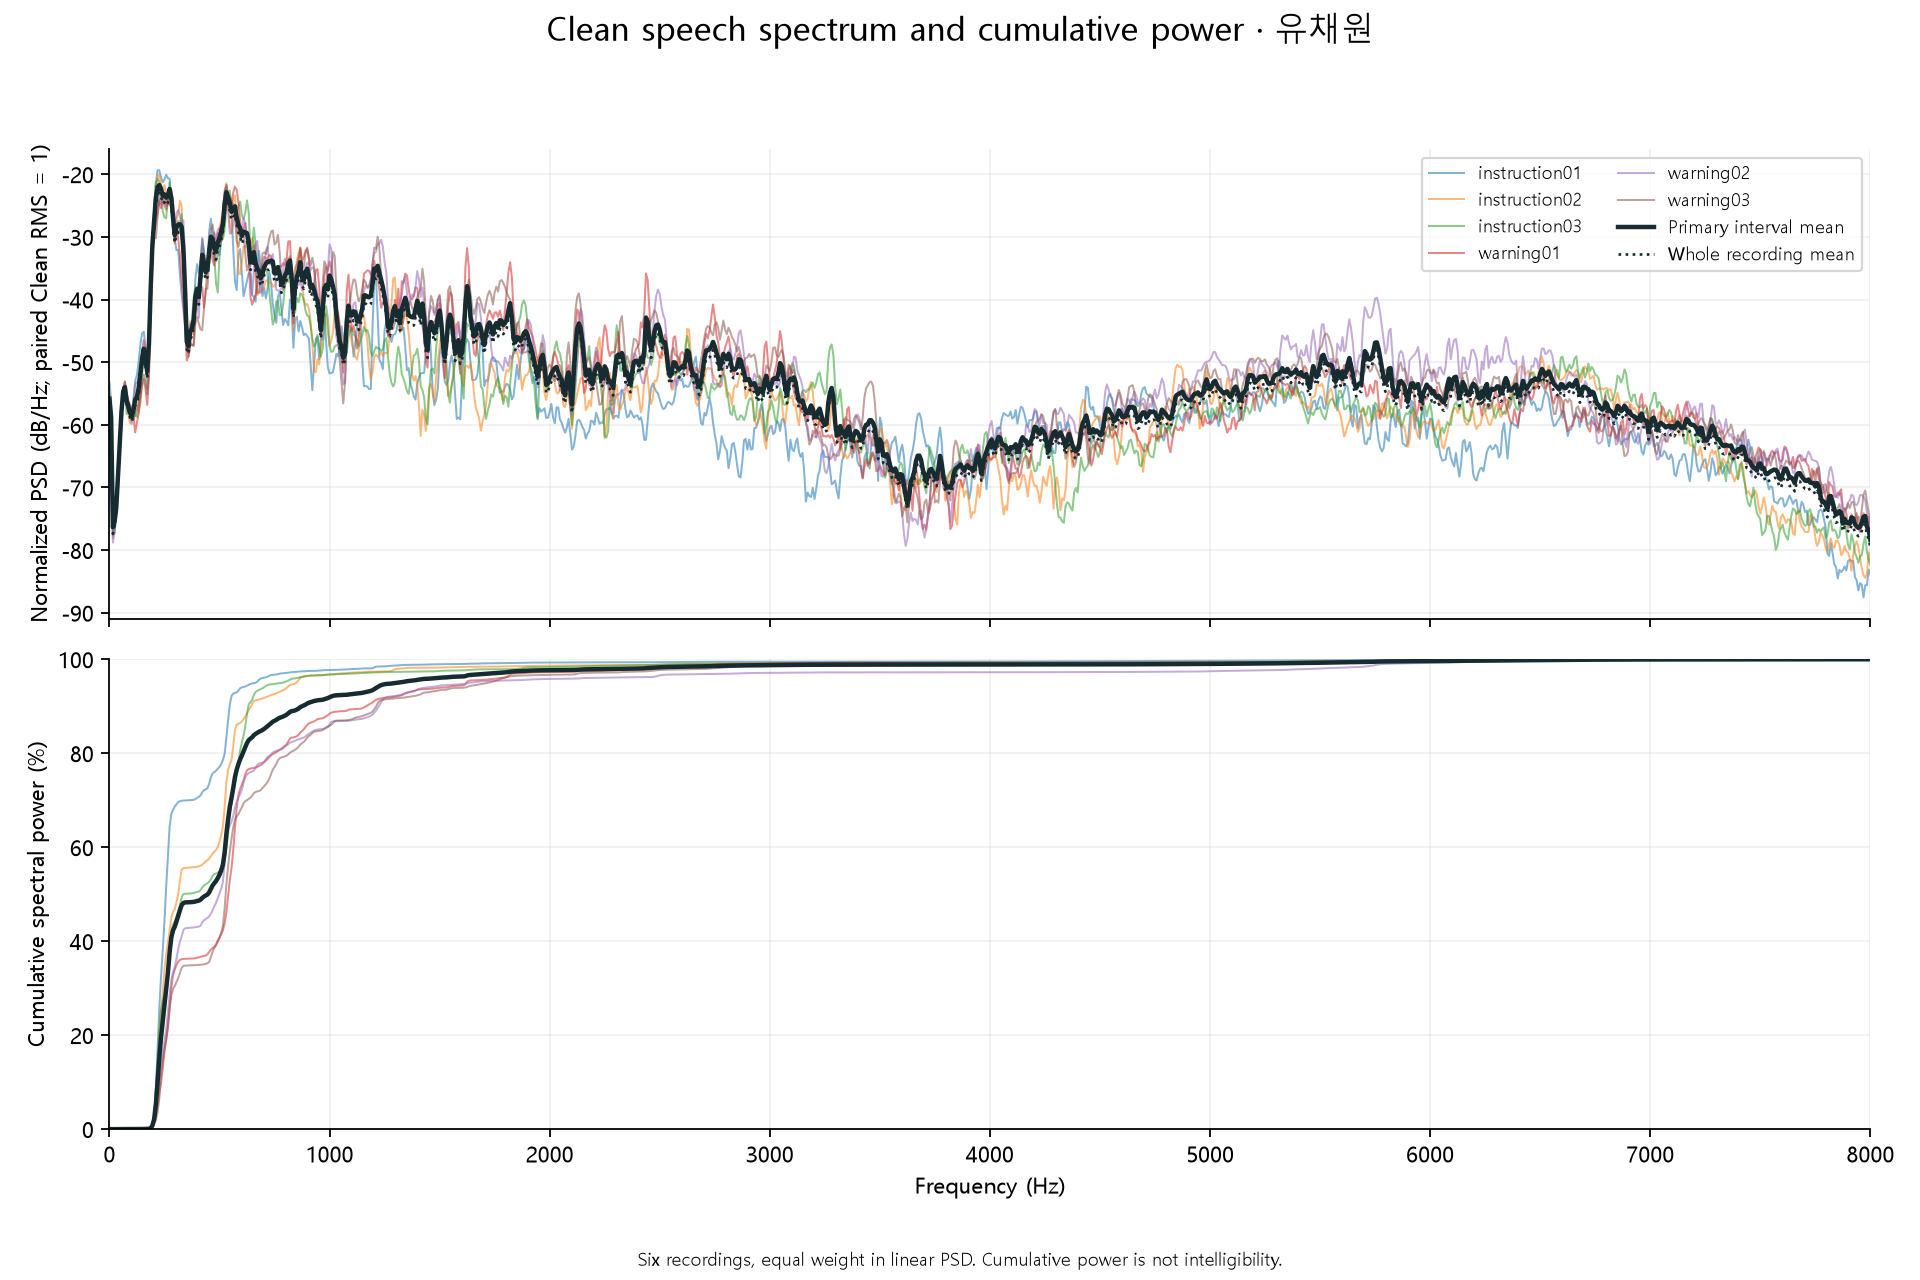 Clean speech spectrum and cumulative power · 유채원
Normalized PSD (dB/Hz; paired Clean RMS = 1)
-20
-30
-40
-50
-60
-70
-80
-90
instruction01
instruction02
instruction03
warning01
warning02
warning03
Primary interval mean
Whole recording mean
Cumulative spectral power (%)
100
80
60
40
20
0
0 1000 2000 3000 4000 5000 6000 7000 8000
Frequency (Hz)
Six recordings, equal weight in linear PSD. Cumulative power is not intelligibility.